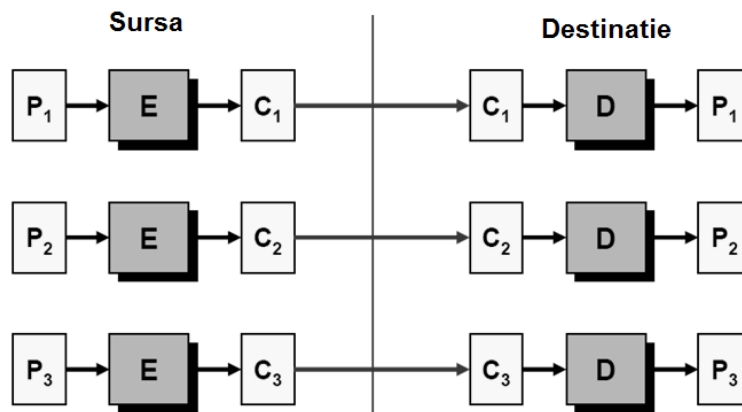 Sursa
Destinatie
P1 E C1 C1 D P1
P2 E C2 C2 D P2
P3 E C3 C3 D P3